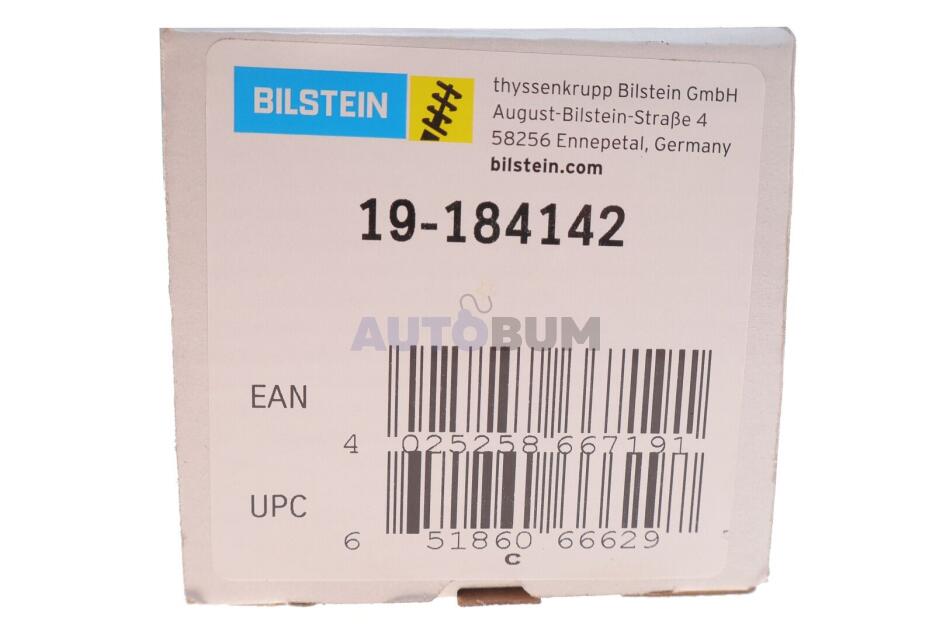 BILSTEIN
thyssenkrupp Bilstein GmbH
August-Bilstein-Straße 4
58256 Ennepetal, Germany
bilstein.com
19-184142
AUTOBUM
EAN
4 025258 667191
UPC
6 51860 66629
C